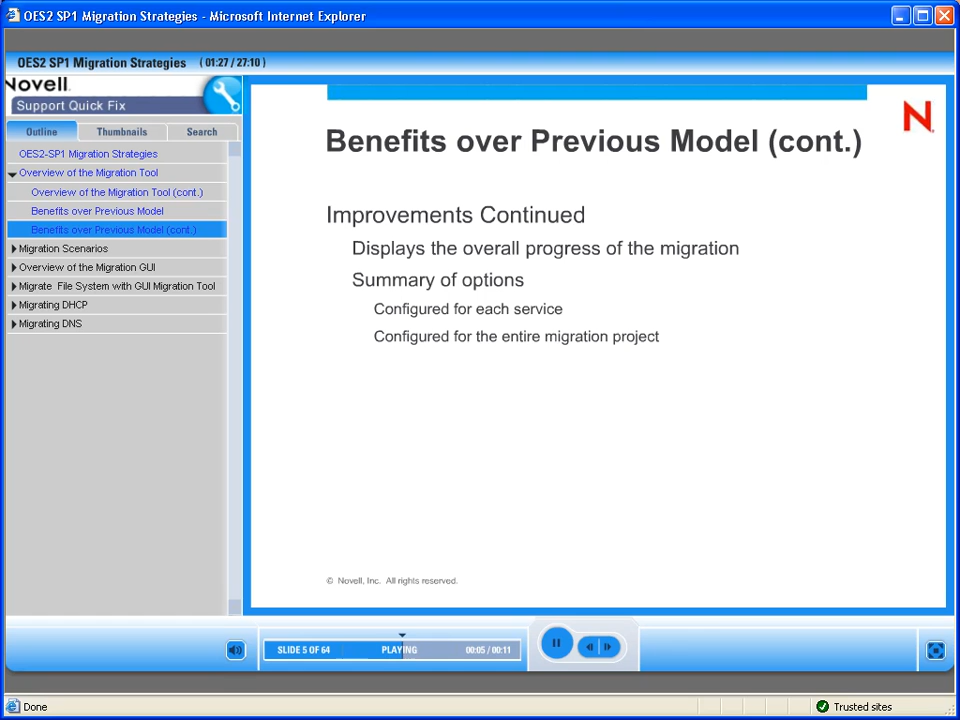 OES2 SP1 Migration Strategies - Microsoft Internet Explorer
OES2 SP1 Migration Strategies ( 01:27 / 27:10 )
Novell.
Support Quick Fix
Outline Thumbnails Search
OES2-SP1 Migration Strategies
Overview of the Migration Tool
Overview of the Migration Tool (cont.)
Benefits over Previous Model
Benefits over Previous Model (cont.)
Migration Scenarios
Overview of the Migration GUI
Migrate File System with GUI Migration Tool
Migrating DHCP
Migrating DNS
Benefits over Previous Model (cont.)
N
Improvements Continued
Displays the overall progress of the migration
Summary of options
Configured for each service
Configured for the entire migration project
© Novell, Inc. All rights reserved.
SLIDE 5 OF 64 PLAYING 00:05 / 00:11
Done Trusted sites